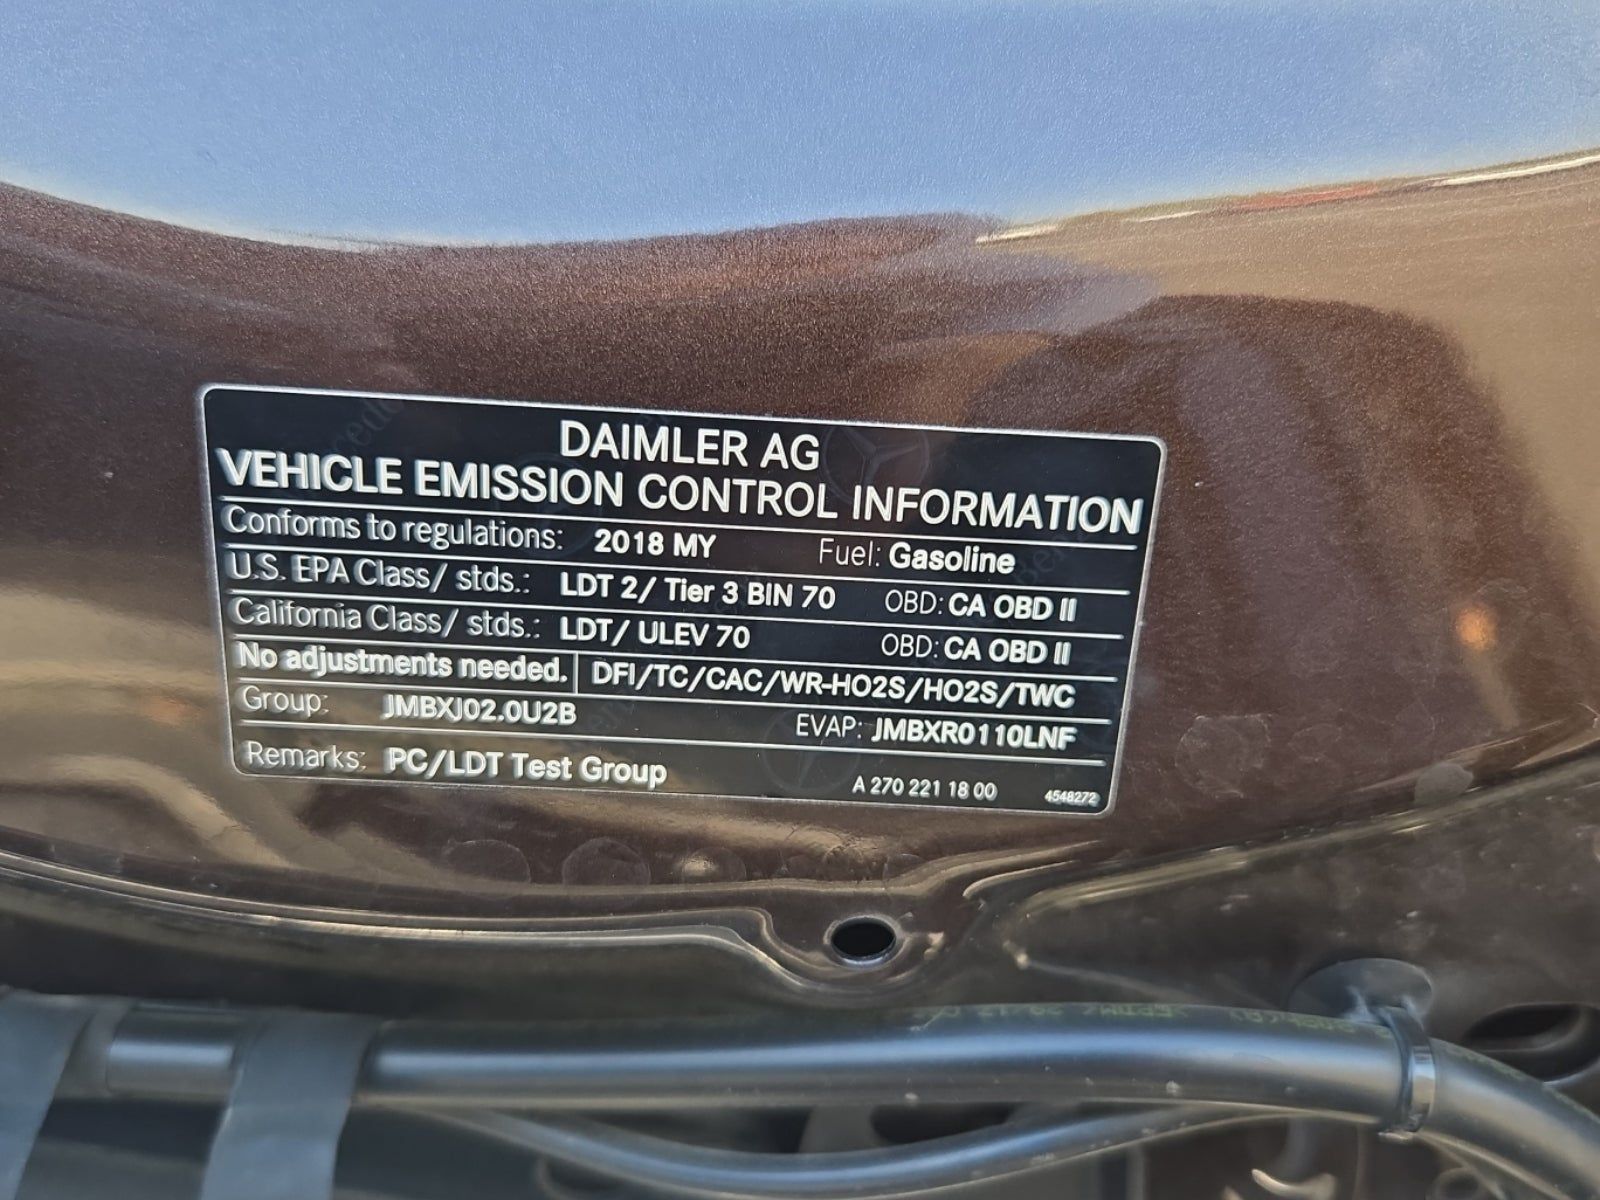 DAIMLER AG
VEHICLE EMISSION CONTROL INFORMATION
Conforms to regulations: 2018 MY Fuel: Gasoline
U.S. EPA Class/ stds.: LDT 2/ Tier 3 BIN 70 OBD: CA OBD II
California Class/ stds.: LDT/ ULEV 70 OBD: CA OBD II
No adjustments needed. DFI/TC/CAC/WR-HO2S/HO2S/TWC
Group: JMBXJ02.0U2B EVAP: JMBXR0110LNF
Remarks: PC/LDT Test Group A 270 221 18 00 4548272